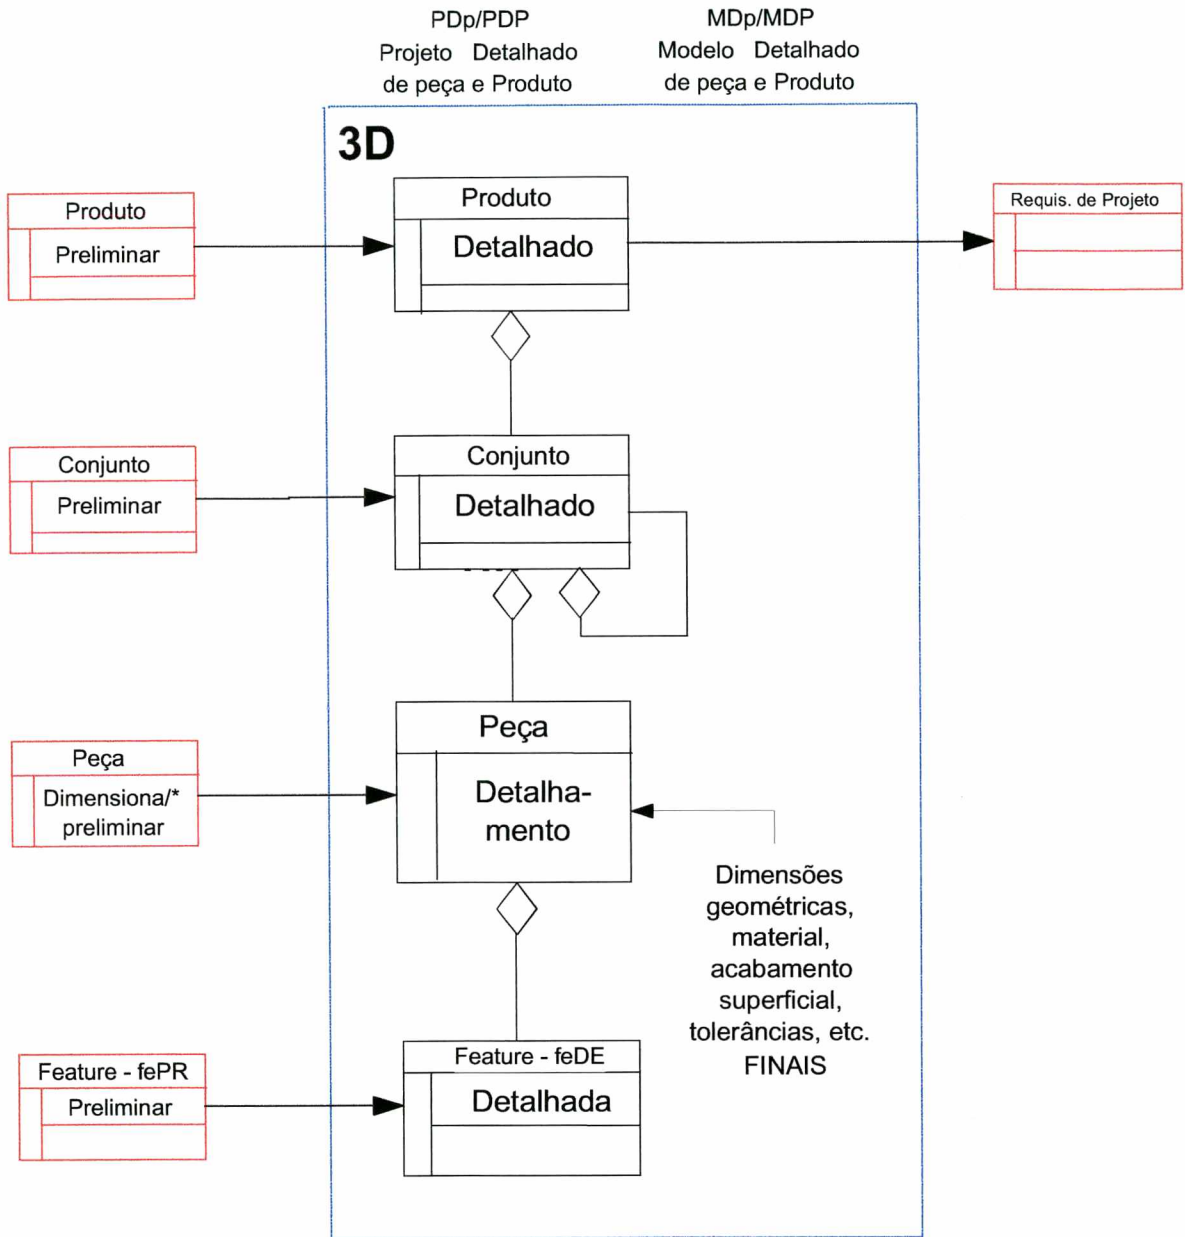 PDp/PDP
Projeto Detalhado
de peça e Produto
MDp/MDP
Modelo Detalhado
de peça e Produto
3D
Produto
Preliminar
Produto
Detalhado
Requis. de Projeto
Conjunto
Preliminar
Conjunto
Detalhado
Peça
Dimensiona/*
preliminar
Peça
Detalha-
mento
Dimensões
geométricas,
material,
acabamento
superficial,
tolerâncias, etc.
FINAIS
Feature - fePR
Preliminar
Feature - feDE
Detalhada